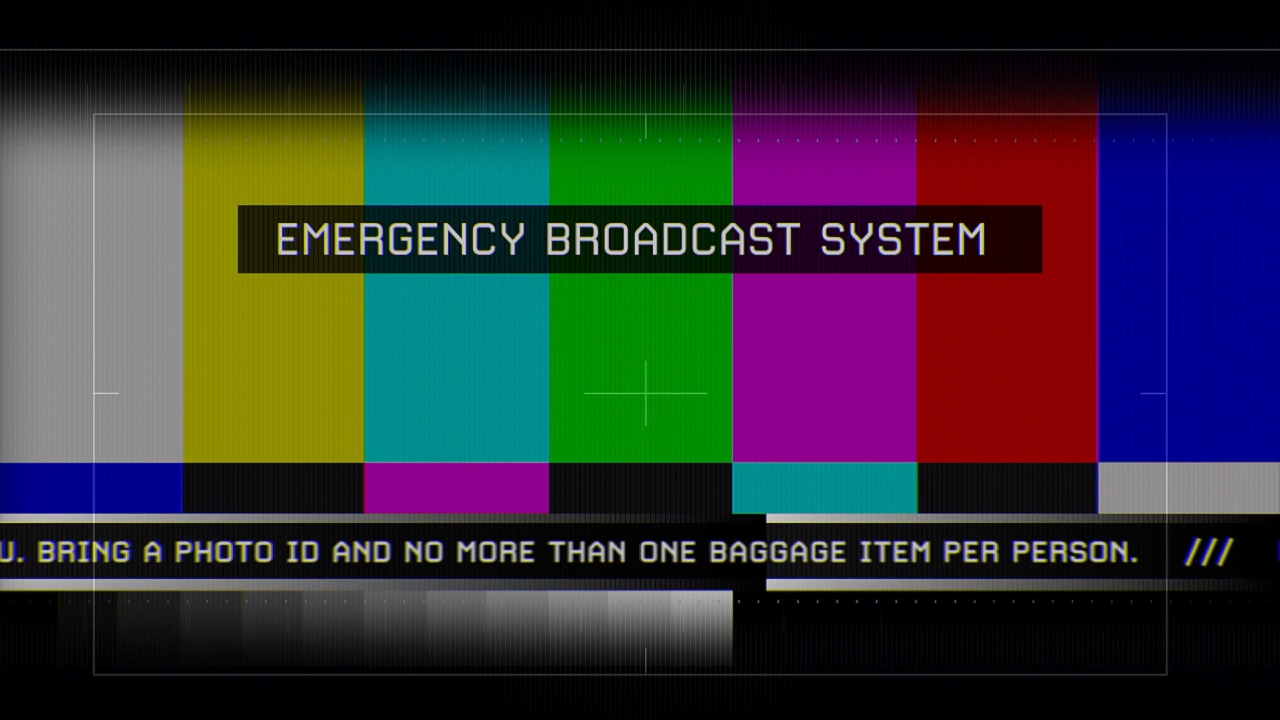 EMERGENCY BROADCAST SYSTEM
U. BRING A PHOTO ID AND NO MORE THAN ONE BAGGAGE ITEM PER PERSON. ///